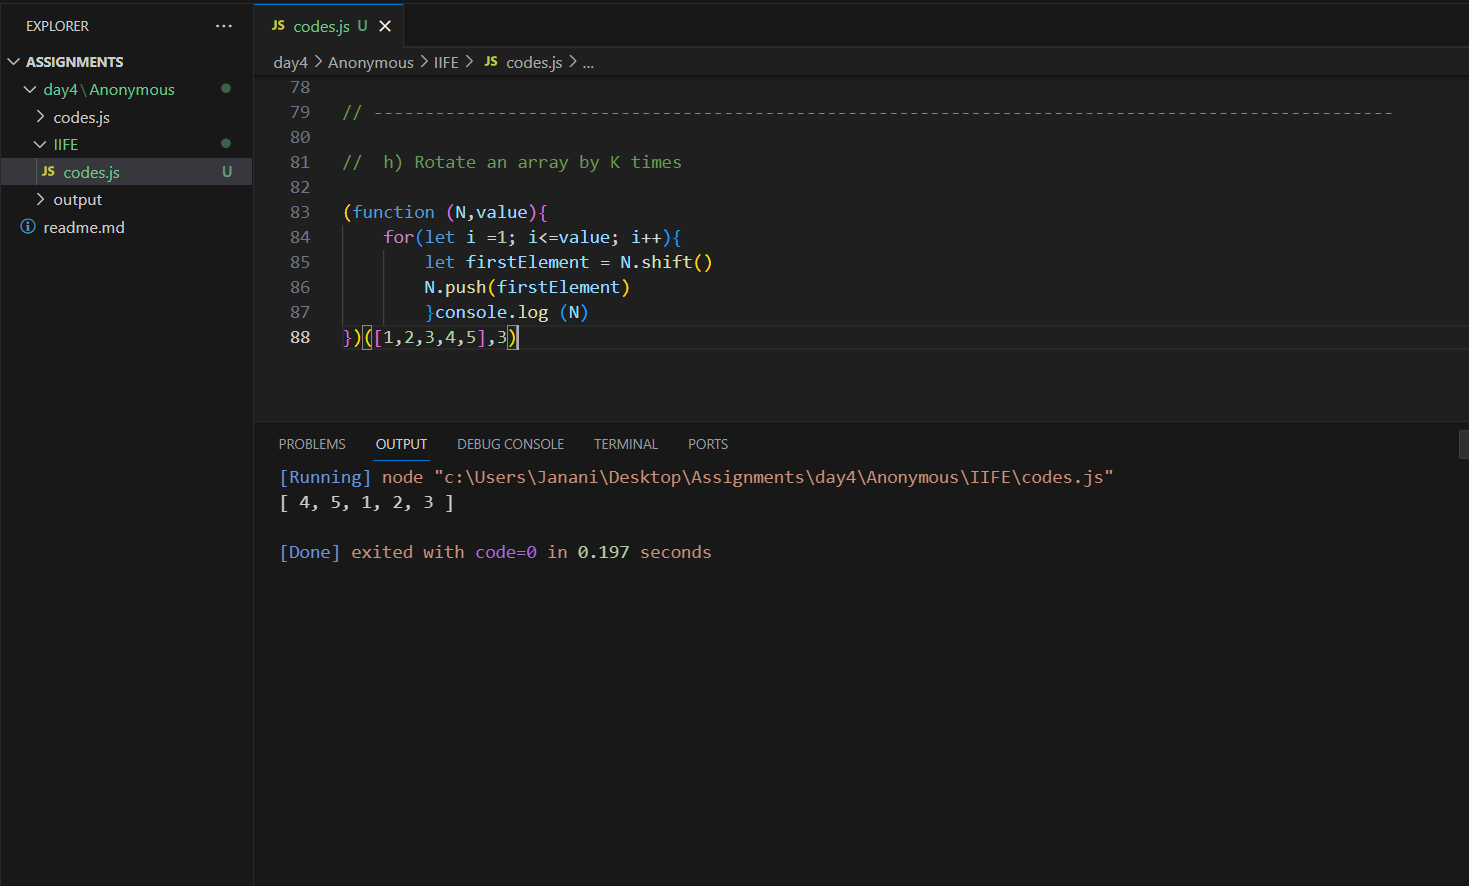 EXPLORER ...
ASSIGNMENTS
day4\Anonymous
codes.js
IIFE
JS codes.js U
output
readme.md
JS codes.js U
day4 > Anonymous > IIFE > JS codes.js > ...
78
79 // ---------------------------------------------------------------------------------------------------
80
81 //  h) Rotate an array by K times
82
83 (function (N,value){
84     for(let i =1; i<=value; i++){
85         let firstElement = N.shift()
86         N.push(firstElement)
87         }console.log (N)
88 })([1,2,3,4,5],3)
PROBLEMS OUTPUT DEBUG CONSOLE TERMINAL PORTS
[Running] node "c:\Users\Janani\Desktop\Assignments\day4\Anonymous\IIFE\codes.js"
[ 4, 5, 1, 2, 3 ]
[Done] exited with code=0 in 0.197 seconds